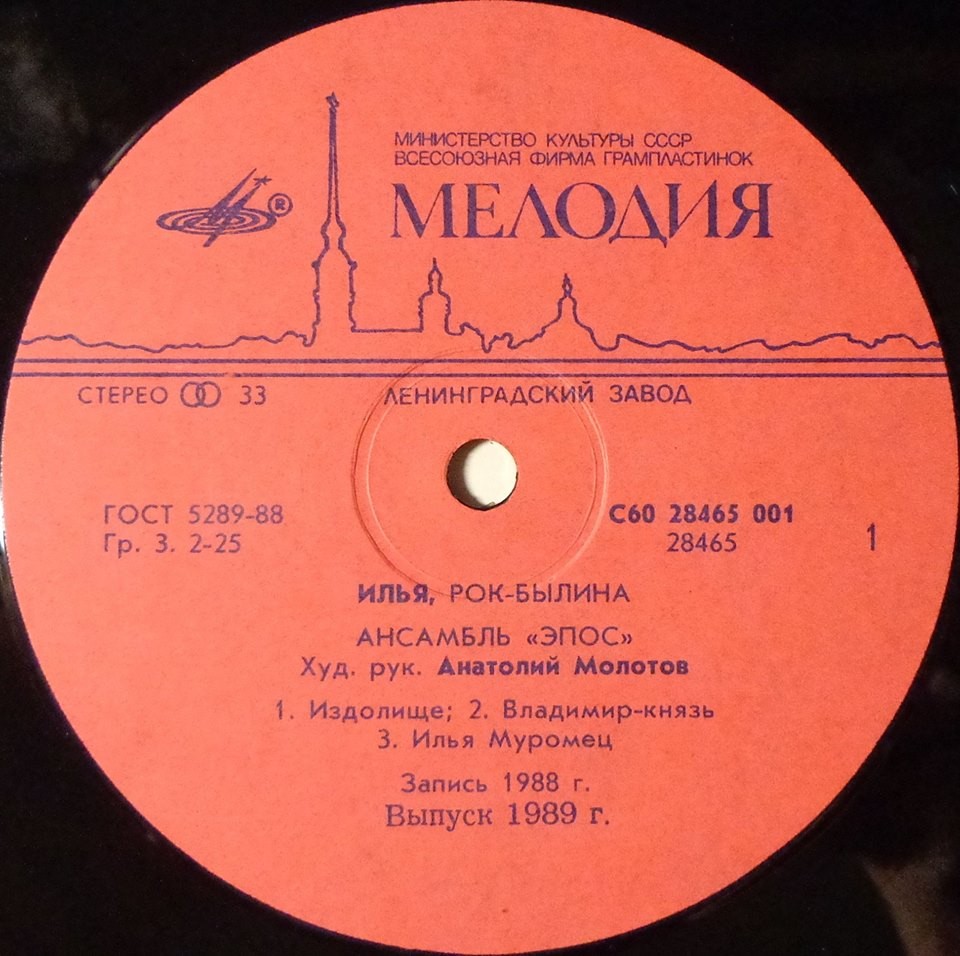 МИНИСТЕРСТВО КУЛЬТУРЫ СССР
ВСЕСОЮЗНАЯ ФИРМА ГРАМПЛАСТИНОК
МЕЛОДИЯ
®
СТЕРЕО 33
ЛЕНИНГРАДСКИЙ ЗАВОД
ГОСТ 5289-88
Гр. 3. 2-25
С60 28465 001
28465
1
ИЛЬЯ, РОК-БЫЛИНА
АНСАМБЛЬ «ЭПОС»
Худ. рук. Анатолий Молотов
1. Издолище; 2. Владимир-князь
3. Илья Муромец
Запись 1988 г.
Выпуск 1989 г.